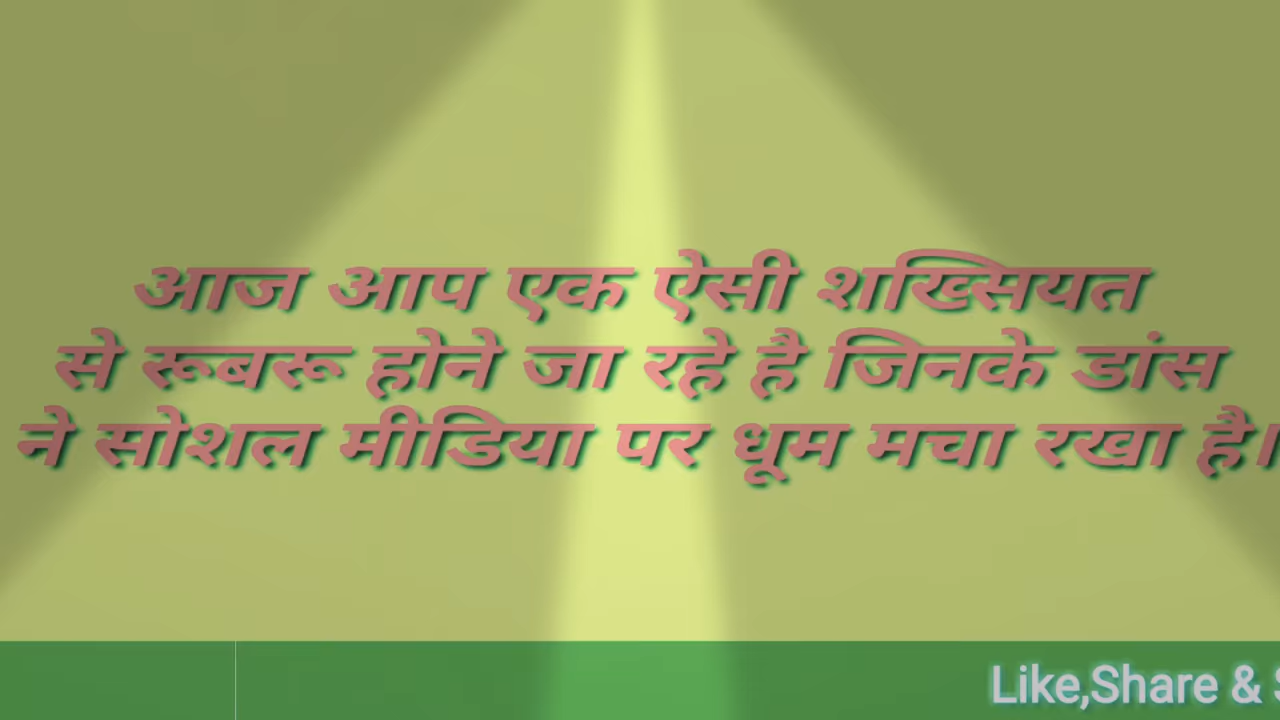 आज आप एक ऐसी शख्सियत
से रूबरू होने जा रहे है जिनके डांस
ने सोशल मीडिया पर धूम मचा रखा है।
Like,Share &